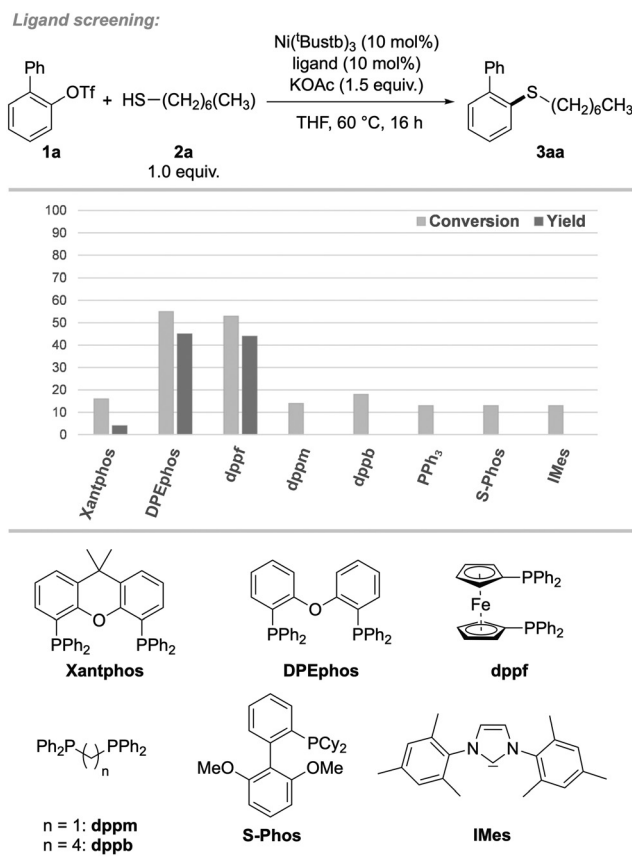 Ligand screening:
Ni(ᵗBustb)₃ (10 mol%)
ligand (10 mol%)
KOAc (1.5 equiv.)
THF, 60 °C, 16 h
Ph
OTf
+
HS—(CH₂)₆(CH₃)
Ph
S
(CH₂)₆CH₃
1a
2a
3aa
1.0 equiv.
Conversion
Yield
100
90
80
70
60
50
40
30
20
10
0
Xantphos
DPEphos
dppf
dppm
dppb
PPh₃
S-Phos
IMes
O
PPh₂
PPh₂
Xantphos
O
PPh₂
PPh₂
DPEphos
PPh₂
Fe
PPh₂
dppf
Ph₂P
C
PPh₂
n
n = 1: dppm
n = 4: dppb
PCy₂
MeO
OMe
S-Phos
N
N
IMes